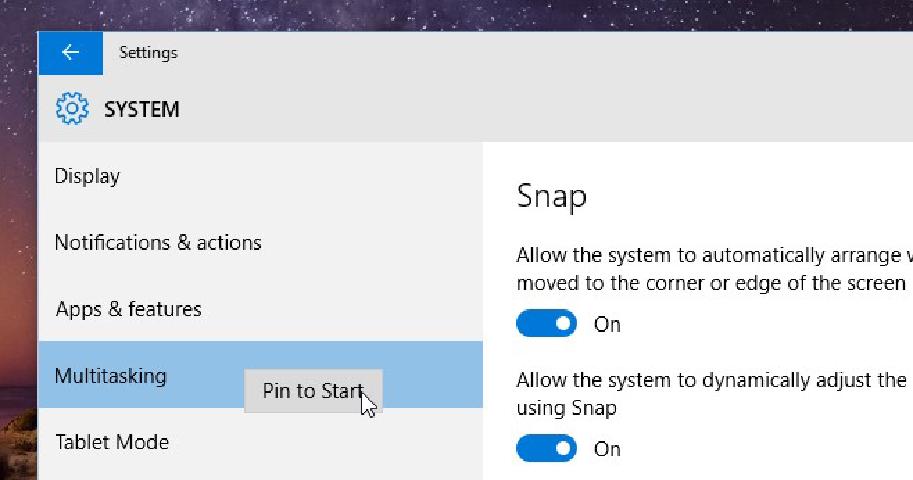 Settings
SYSTEM
Display
Notifications & actions
Apps & features
Multitasking
Pin to Start
Tablet Mode
Snap
Allow the system to automatically arrange
moved to the corner or edge of the screen
On
Allow the system to dynamically adjust the
using Snap
On